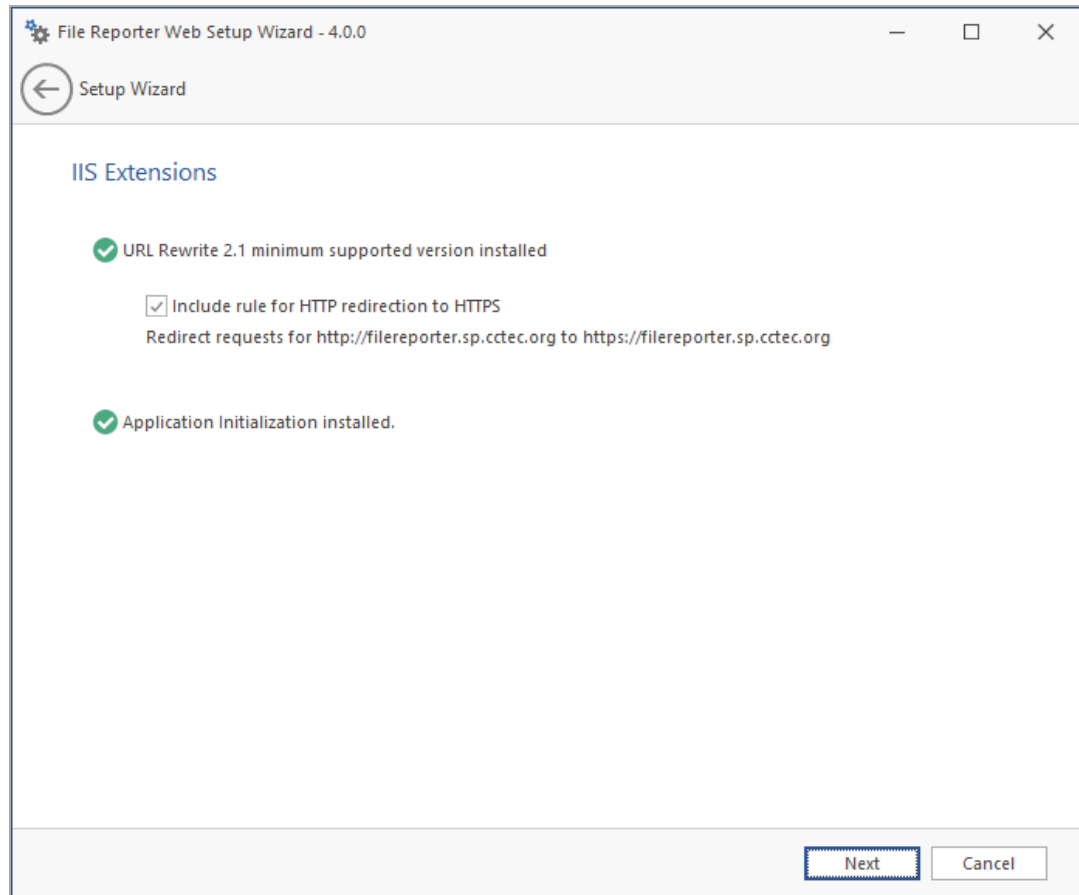 File Reporter Web Setup Wizard - 4.0.0
Setup Wizard
IIS Extensions
URL Rewrite 2.1 minimum supported version installed
Include rule for HTTP redirection to HTTPS
Redirect requests for http://filereporter.sp.cctec.org to https://filereporter.sp.cctec.org
Application Initialization installed.
Next
Cancel